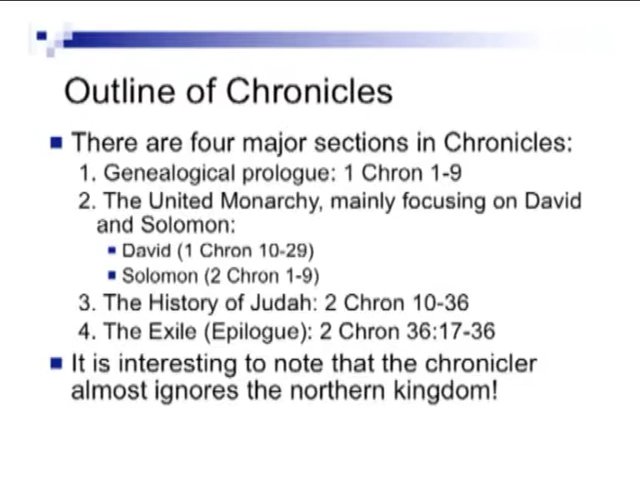 Outline of Chronicles
There are four major sections in Chronicles:
1. Genealogical prologue: 1 Chron 1-9
2. The United Monarchy, mainly focusing on David
and Solomon:
David (1 Chron 10-29)
Solomon (2 Chron 1-9)
3. The History of Judah: 2 Chron 10-36
4. The Exile (Epilogue): 2 Chron 36:17-36
It is interesting to note that the chronicler
almost ignores the northern kingdom!